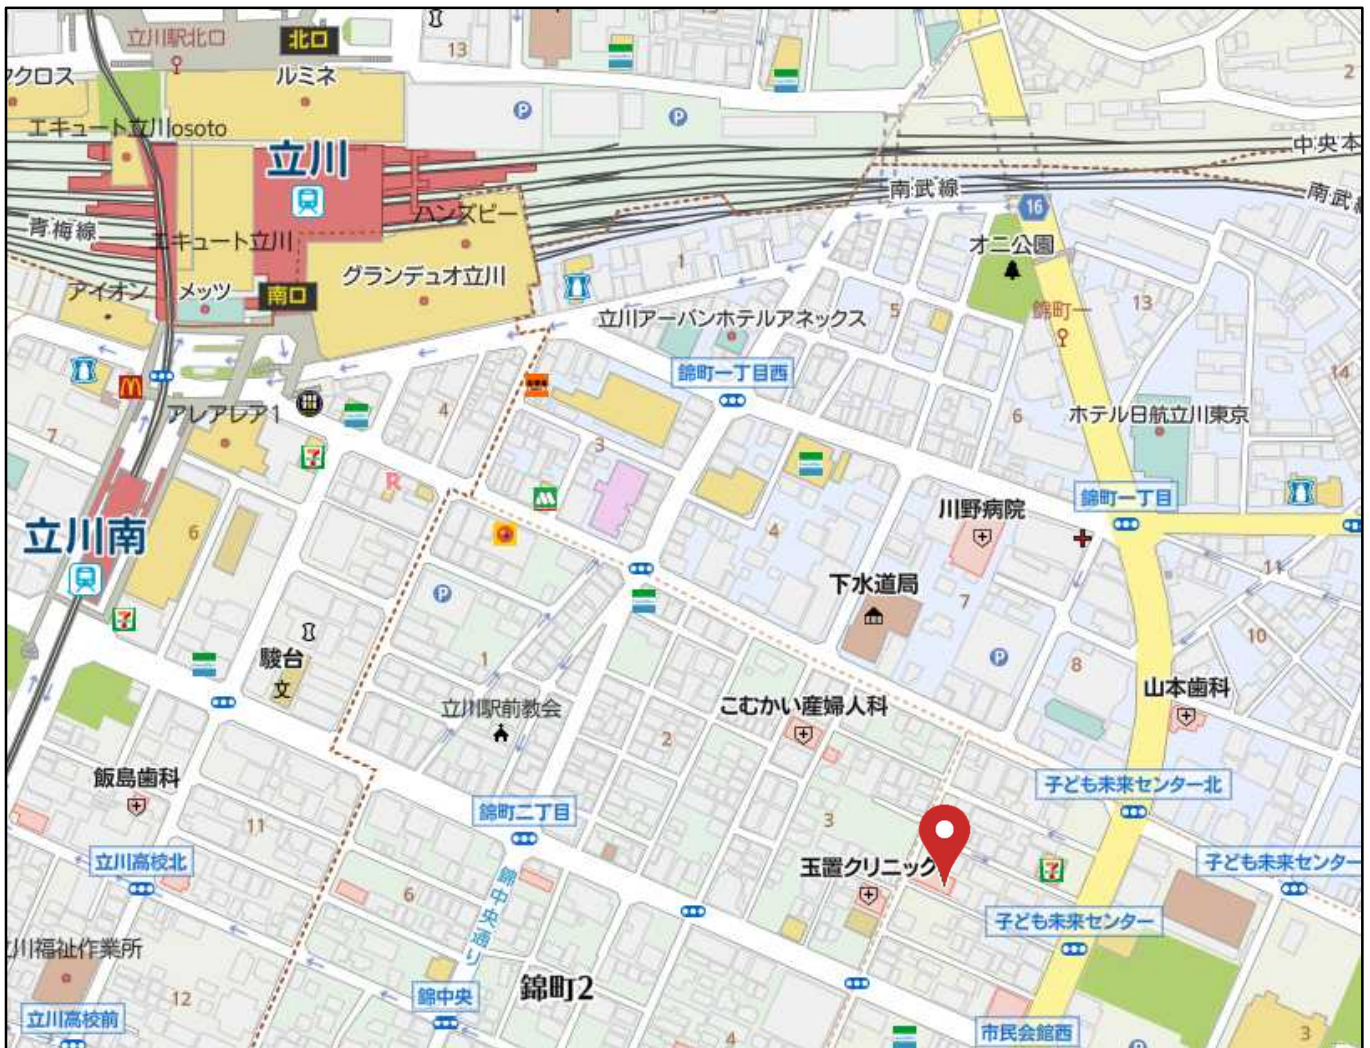 立川駅北口
北口
13
2
クロス
ルミネ
P
P
エキュート立川osoto
立川
中央本
南武線
南武
16
ハンズビー
青梅線
エキュート立川
オニ公園
グランデュオ立川
1
アイオン
メッツ
南口
13
錦町一
5
立川アーバンホテルアネックス
錦町一丁目西
14
アレアレア1
4
6
ホテル日航立川東京
7
3
R
錦町一丁目
川野病院
立川南
6
4
11
下水道局
P
7
10
駿台
文
1
P
8
山本歯科
立川駅前教会
こむかい産婦人科
2
飯島歯科
子ども未来センター北
錦町二丁目
3
11
立川高校北
玉置クリニック
子ども未来センター
6
錦中央通り
子ども未来センター
川福祉作業所
錦町2
12
錦中央
立川高校前
市民会館西
3
4
P